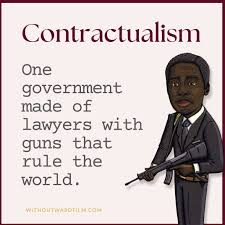 Contractualism
One
government
made of
lawyers with
guns that
rule the
world.
WITHOUTWARDFILM.COM